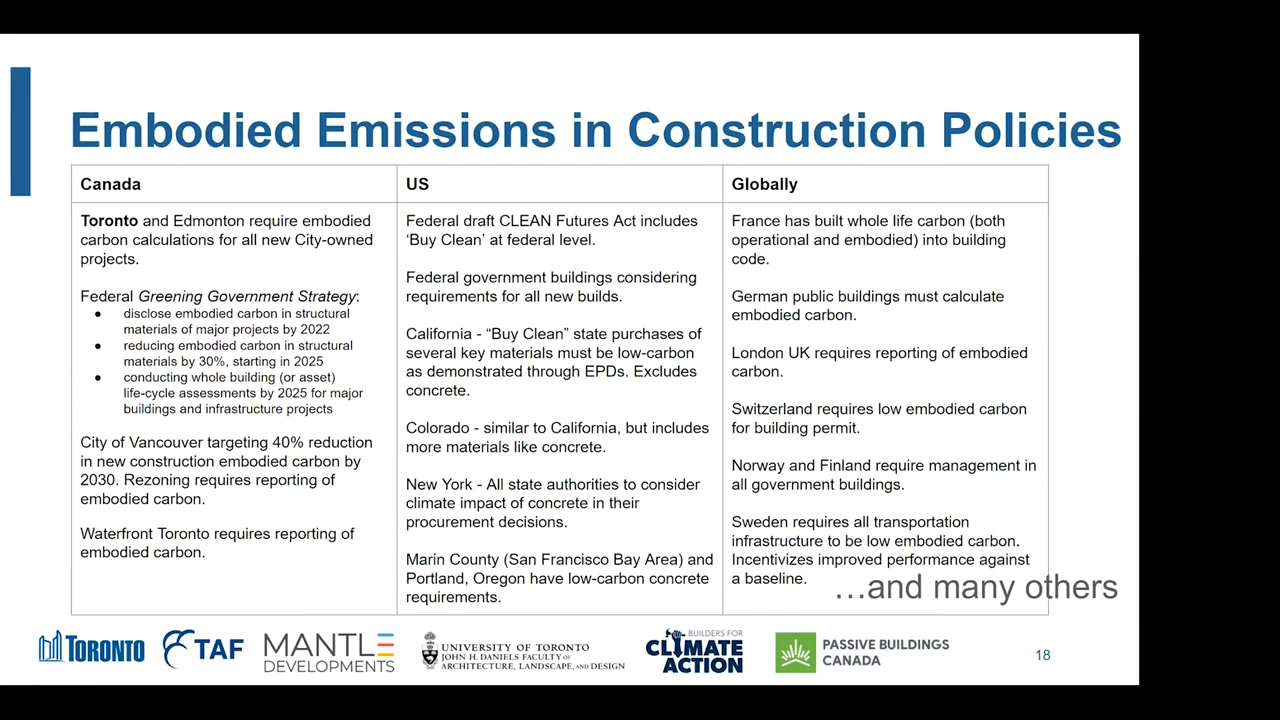 Embodied Emissions in Construction Policies
Canada
Toronto and Edmonton require embodied
carbon calculations for all new City-owned
projects.
Federal Greening Government Strategy:
● disclose embodied carbon in structural
materials of major projects by 2022
● reducing embodied carbon in structural
materials by 30%, starting in 2025
● conducting whole building (or asset)
life-cycle assessments by 2025 for major
buildings and infrastructure projects
City of Vancouver targeting 40% reduction
in new construction embodied carbon by
2030. Rezoning requires reporting of
embodied carbon.
Waterfront Toronto requires reporting of
embodied carbon.
US
Federal draft CLEAN Futures Act includes
‘Buy Clean’ at federal level.
Federal government buildings considering
requirements for all new builds.
California - “Buy Clean” state purchases of
several key materials must be low-carbon
as demonstrated through EPDs. Excludes
concrete.
Colorado - similar to California, but includes
more materials like concrete.
New York - All state authorities to consider
climate impact of concrete in their
procurement decisions.
Marin County (San Francisco Bay Area) and
Portland, Oregon have low-carbon concrete
requirements.
Globally
France has built whole life carbon (both
operational and embodied) into building
code.
German public buildings must calculate
embodied carbon.
London UK requires reporting of embodied
carbon.
Switzerland requires low embodied carbon
for building permit.
Norway and Finland require management in
all government buildings.
Sweden requires all transportation
infrastructure to be low embodied carbon.
Incentivizes improved performance against
a baseline.
…and many others
TORONTO
TAF
MANTLE
DEVELOPMENTS
UNIVERSITY OF TORONTO
JOHN H. DANIELS FACULTY OF
ARCHITECTURE, LANDSCAPE, AND DESIGN
BUILDERS FOR
CLIMATE
ACTION
PASSIVE BUILDINGS
CANADA
18